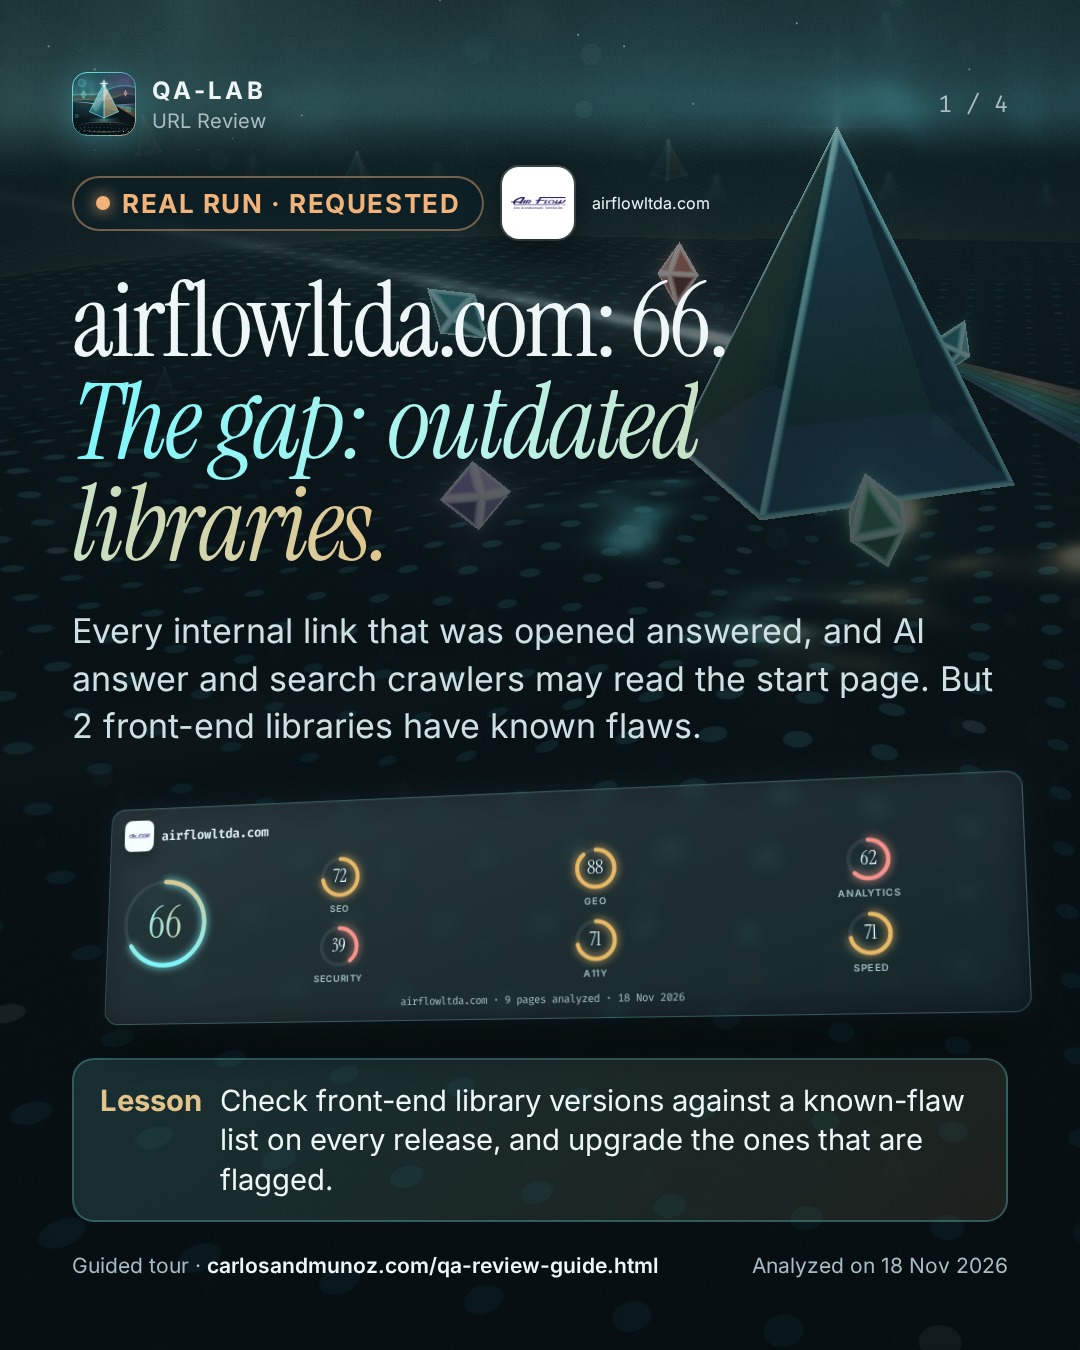 QA-LAB
URL Review
1 / 4
REAL RUN · REQUESTED
AIR FLOW
airflowltda.com
airflowltda.com: 66.
The gap: outdated
libraries.
Every internal link that was opened answered, and AI
answer and search crawlers may read the start page. But
2 front-end libraries have known flaws.
airflowltda.com
66
72
SEO
88
GEO
62
ANALYTICS
39
SECURITY
71
A11Y
71
SPEED
airflowltda.com · 9 pages analyzed · 18 Nov 2026
Lesson
Check front-end library versions against a known-flaw
list on every release, and upgrade the ones that are
flagged.
Guided tour · carlosandmunoz.com/qa-review-guide.html
Analyzed on 18 Nov 2026